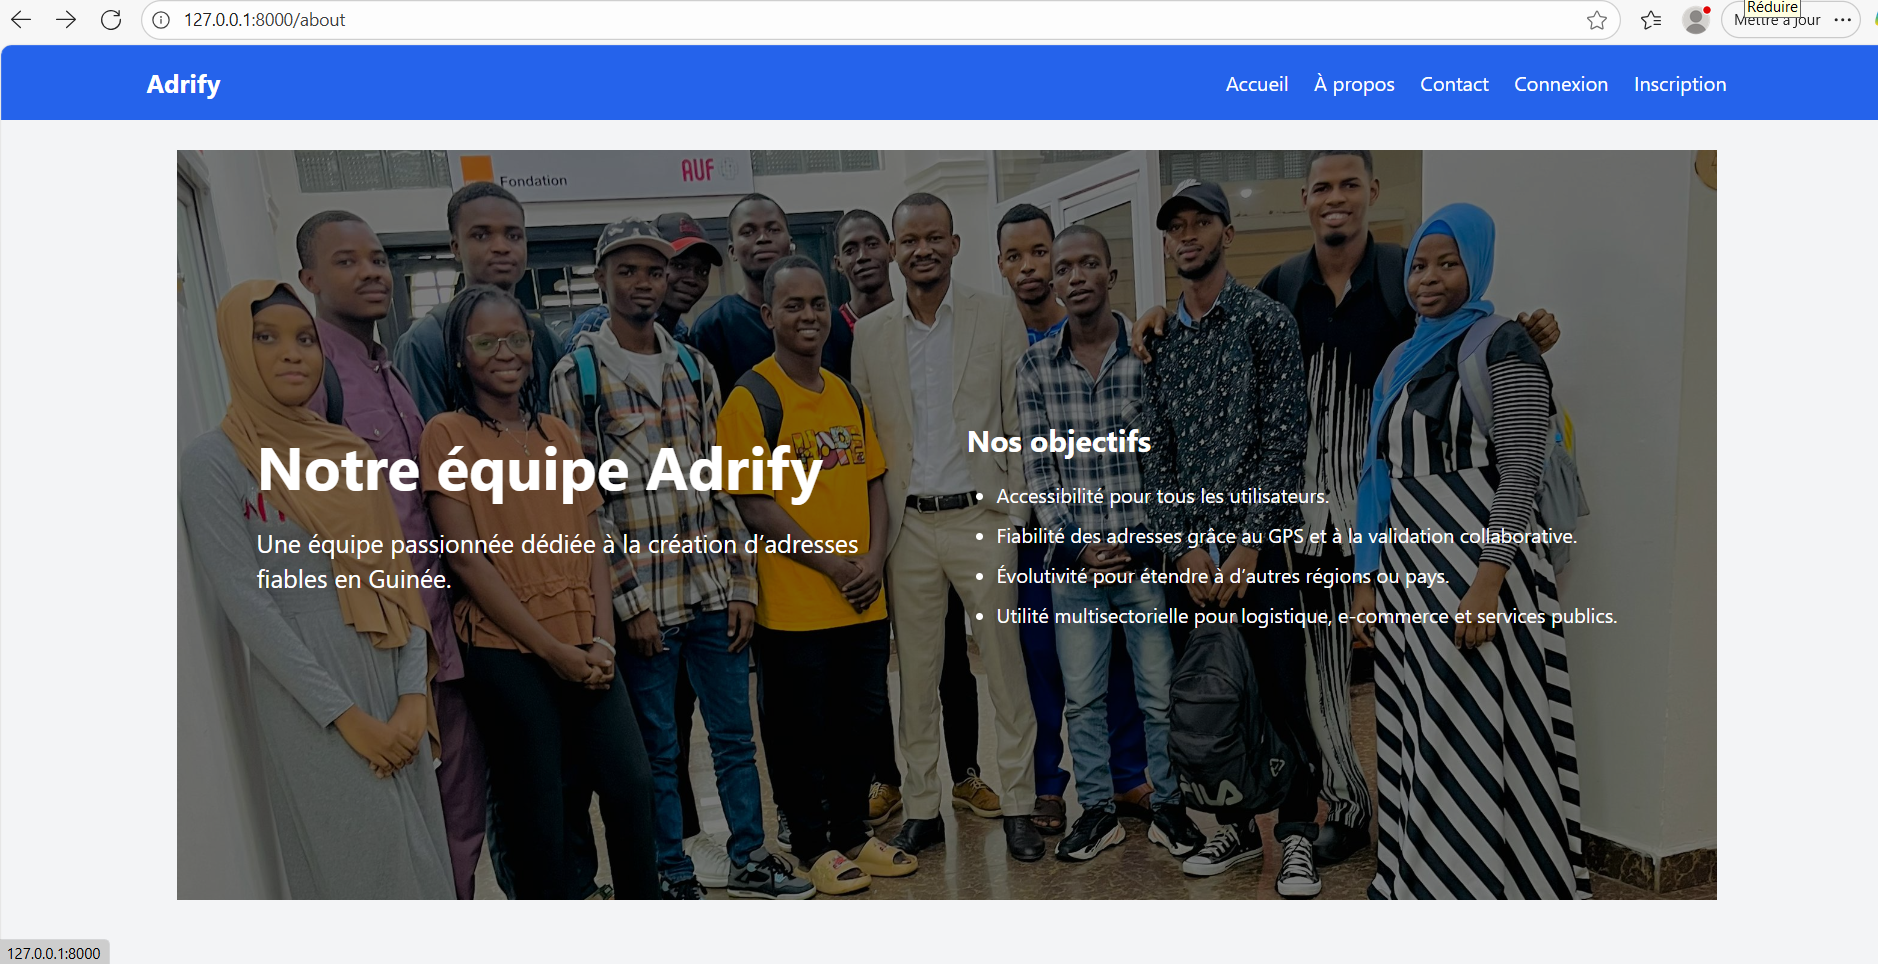 127.0.0.1:8000/about
Réduire
Mettre à jour
Adrify
Accueil À propos Contact Connexion Inscription
Fondation
AUF
Notre équipe Adrify
Une équipe passionnée dédiée à la création d’adresses
fiables en Guinée.
Nos objectifs
• Accessibilité pour tous les utilisateurs.
• Fiabilité des adresses grâce au GPS et à la validation collaborative.
• Évolutivité pour étendre à d’autres régions ou pays.
• Utilité multisectorielle pour logistique, e-commerce et services publics.
FILA
127.0.0.1:8000